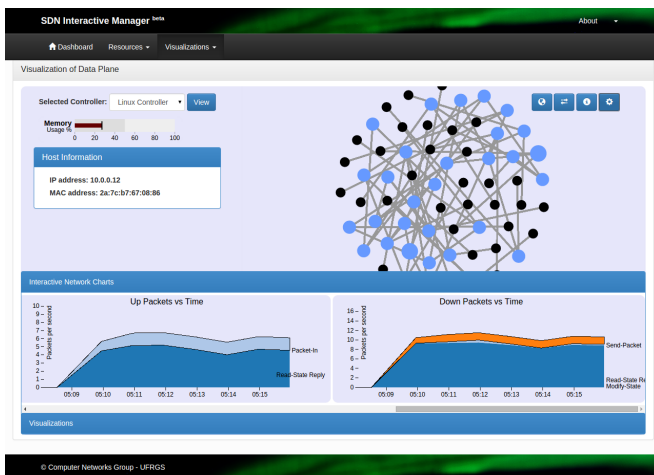 SDN Interactive Manager beta
About
Dashboard Resources Visualizations
Visualization of Data Plane
Selected Controller: Linux Controller View
Memory
Usage %
0 20 40 60 80 100
Host Information
IP address: 10.0.0.12
MAC address: 2a:7c:b7:67:08:86
Interactive Network Charts
Up Packets vs Time
Packets per second
10
9
8
7
6
5
4
3
2
1
0
Packet-In
Read-State Reply
05:09 05:10 05:11 05:12 05:13 05:14 05:15
Down Packets vs Time
Packets per second
16
14
12
10
8
6
4
2
0
Send-Packet
Read-State Re
Modify-State
05:09 05:10 05:11 05:12 05:13 05:14 05:15
Visualizations
© Computer Networks Group - UFRGS